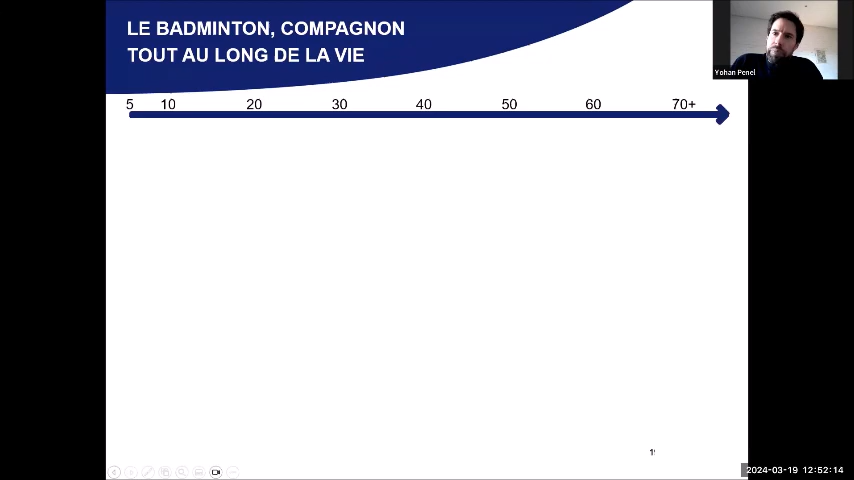 LE BADMINTON, COMPAGNON
TOUT AU LONG DE LA VIE
Yohan Penel
5 10 20 30 40 50 60 70+
2024-03-19 12:52:14